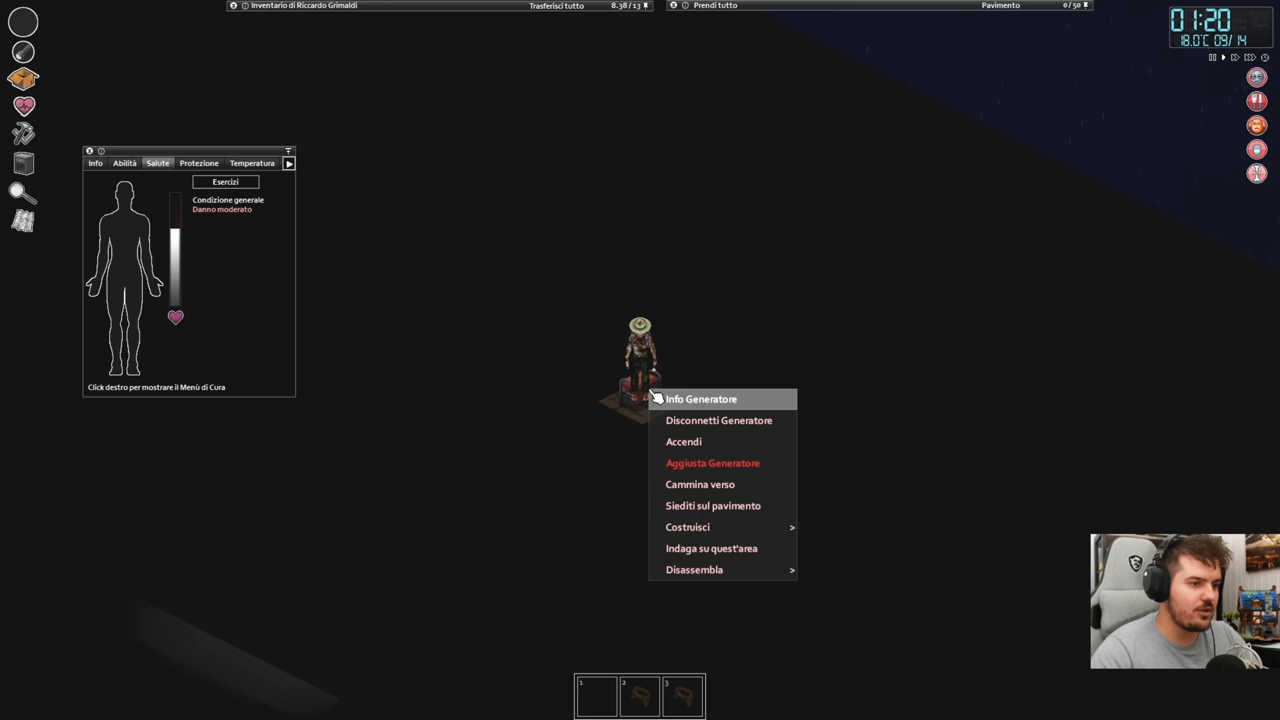 Inventario di Riccardo Grimaldi Trasferisci tutto 8.38 / 13
Prendi tutto Pavimento 0 / 50
01:20
18.0°C 09/14
Info Abilità Salute Protezione Temperatura
Esercizi
Condizione generale
Danno moderato
Click destro per mostrare il Menù di Cura
Info Generatore
Disconnetti Generatore
Accendi
Aggiusta Generatore
Cammina verso
Siediti sul pavimento
Costruisci >
Indaga su quest'area
Disassembla >
1 2 3